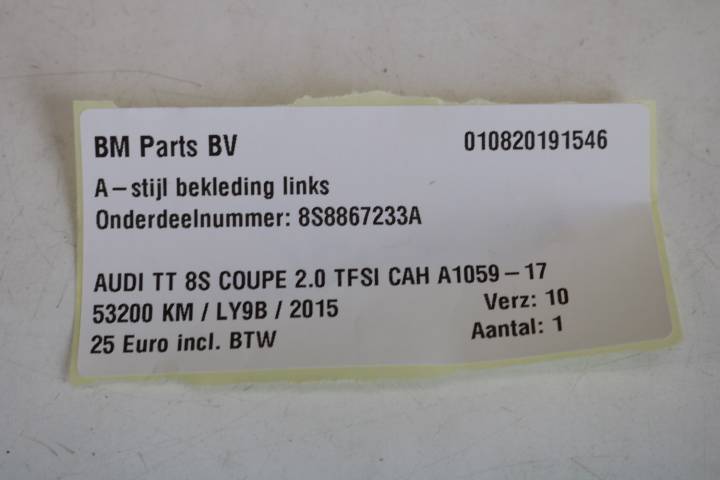 BM Parts BV 010820191546
A-stijl bekleding links
Onderdeelnummer: 8S8867233A
AUDI TT 8S COUPE 2.0 TFSI CAH A1059-17
53200 KM / LY9B / 2015 Verz: 10
25 Euro incl. BTW Aantal: 1